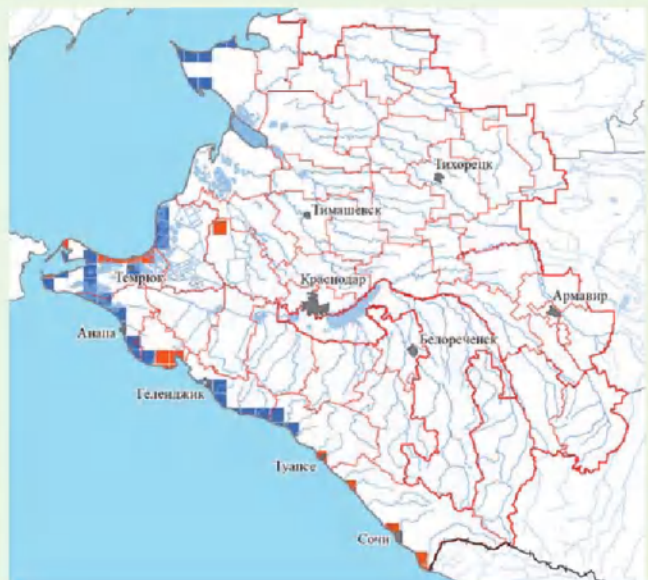 Тихорецк
Тимашевск
Темрюк
Краснодар
Армавир
Анапа
Белореченск
Геленджик
Туапсе
Сочи